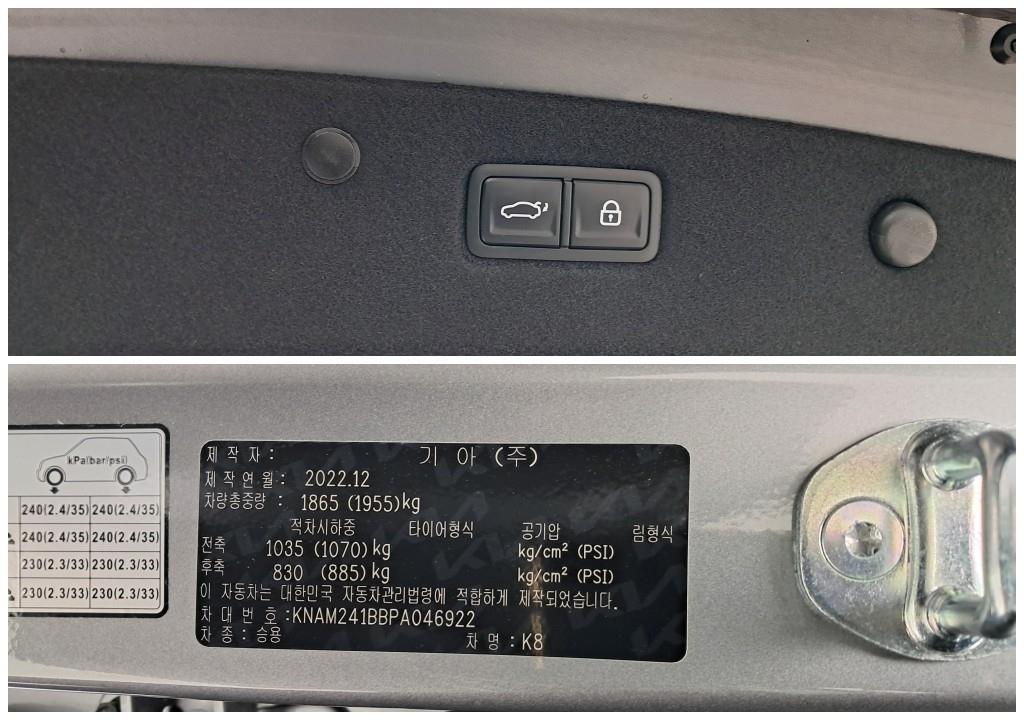 kPa(bar/psi)
240(2.4/35) 240(2.4/35)
240(2.4/35) 240(2.4/35)
230(2.3/33) 230(2.3/33)
230(2.3/33) 230(2.3/33)
제 작 자 : 기 아 (주)
제 작 연 월 : 2022.12
차량총중량 : 1865 (1955)kg
적차시하중 타이어형식 공기압 림형식
전축 1035 (1070) kg kg/cm² (PSI)
후축 830 (885) kg kg/cm² (PSI)
이 자동차는 대한민국 자동차관리법령에 적합하게 제작되었습니다.
차 대 번 호 :KNAM241BBPA046922
차 종 : 승용 차 명 : K8